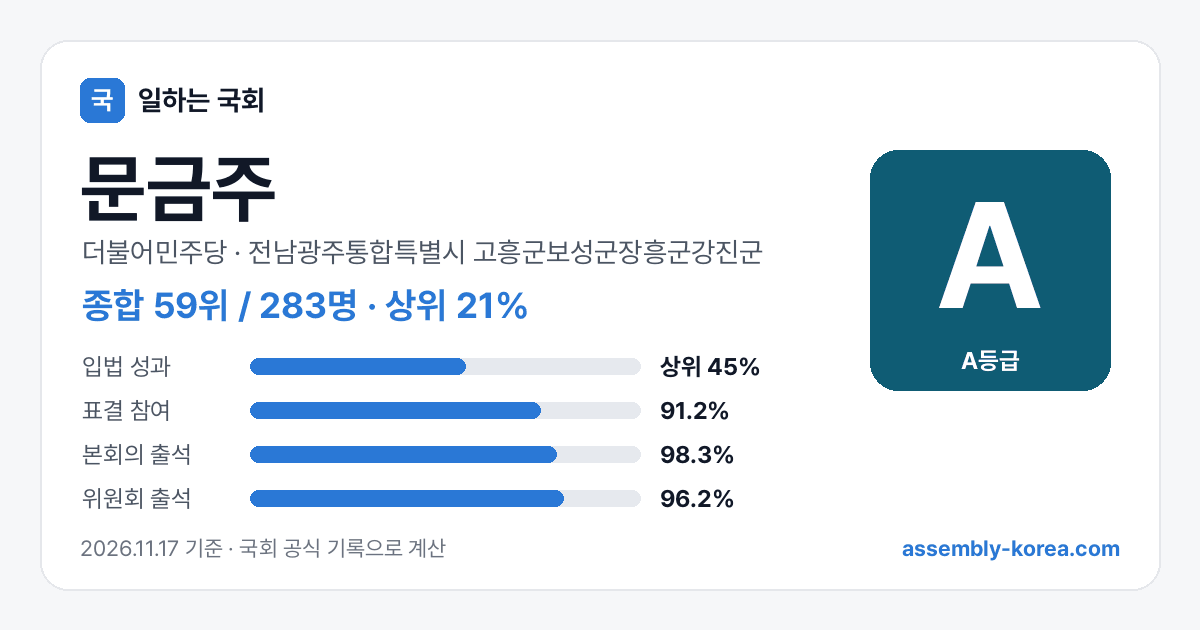 국 일하는 국회
문금주
더불어민주당 · 전남광주통합특별시 고흥군보성군장흥군강진군
종합 59위 / 283명 · 상위 21%
A
A등급
입법 성과 상위 45%
표결 참여 91.2%
본회의 출석 98.3%
위원회 출석 96.2%
2026.11.17 기준 · 국회 공식 기록으로 계산
assembly-korea.com